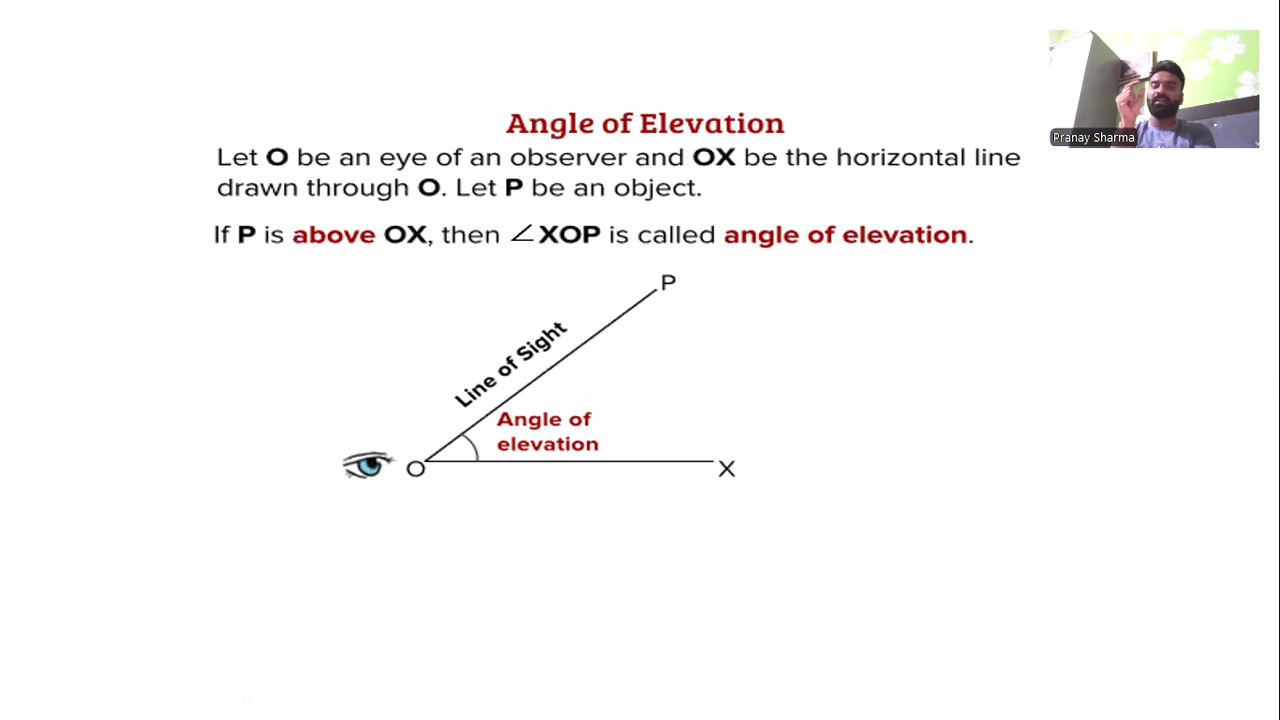 Angle of Elevation
Pranay Sharma
Let O be an eye of an observer and OX be the horizontal line
drawn through O. Let P be an object.
If P is above OX, then ∠XOP is called angle of elevation.
P
Line of Sight
Angle of
elevation
O
X